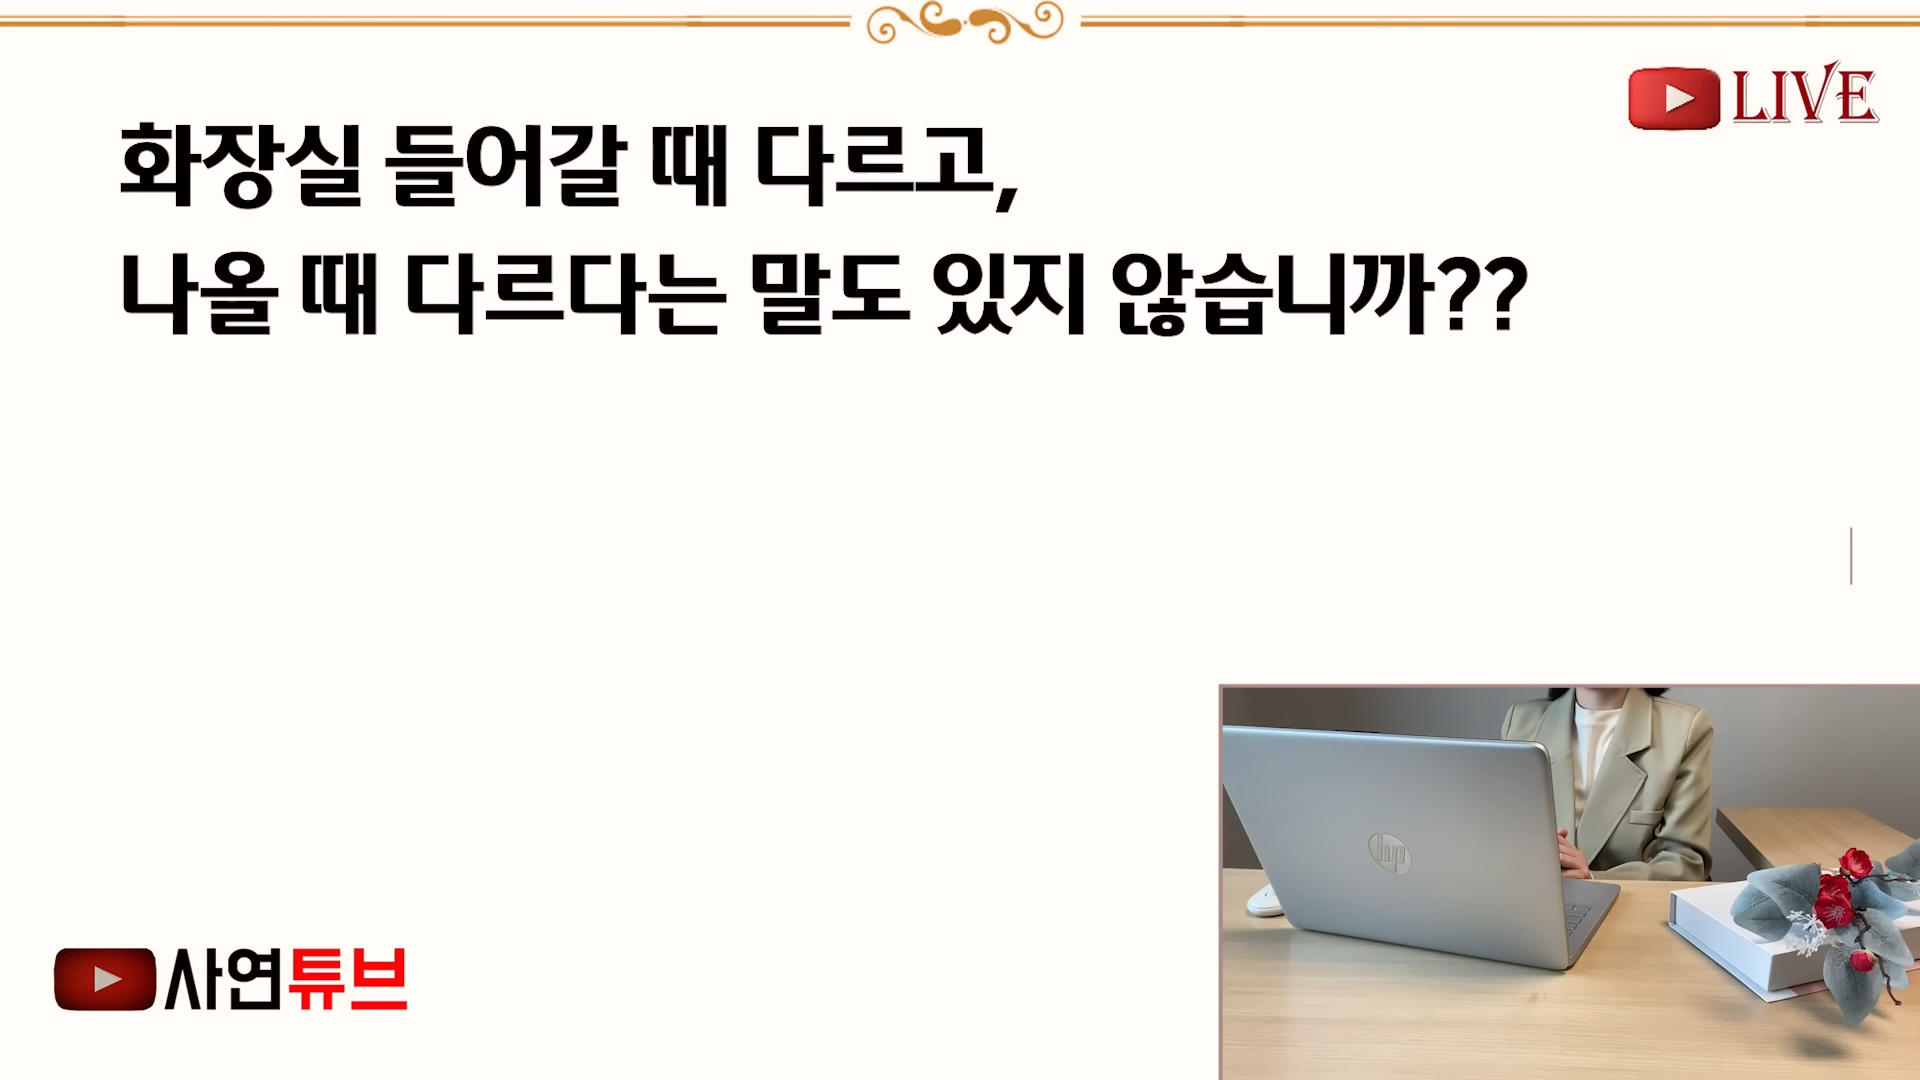 LIVE
화장실 들어갈 때 다르고,
나올 때 다르다는 말도 있지 않습니까??
hp
사연튜브